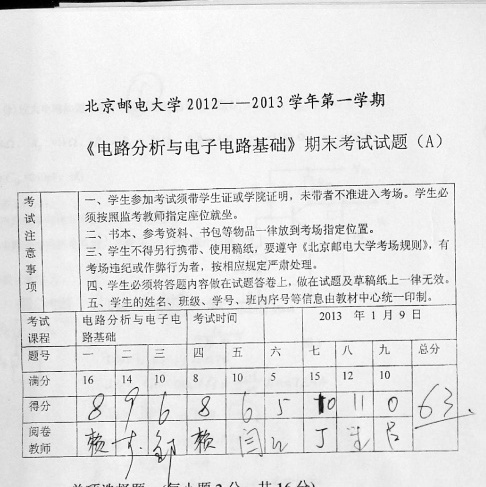 北京邮电大学 2012——2013 学年第一学期
《电路分析与电子电路基础》期末考试试题（A）
考试注意事项
一、学生参加考试须带学生证或学院证明，未带者不准进入考场。学生必
须按照监考教师指定座位就坐。
二、书本、参考资料、书包等物品一律放到考场指定位置。
三、学生不得另行携带、使用稿纸，要遵守《北京邮电大学考场规则》，有
考场违纪或作弊行为者，按相应规定严肃处理。
四、学生必须将答题内容做在试题答卷上，做在试题及草稿纸上一律无效。
五、学生的姓名、班级、学号、班内序号等信息由教材中心统一印制。
考试课程 电路分析与电子电路基础 考试时间 2013 年 1 月 9 日
题号 一 二 三 四 五 六 七 八 九 总分
满分 16 14 10 8 10 5 15 12 10
得分 8 9 6 8 6 5 10 11 0 63
阅卷教师 赖 邹 赖 闫 丁